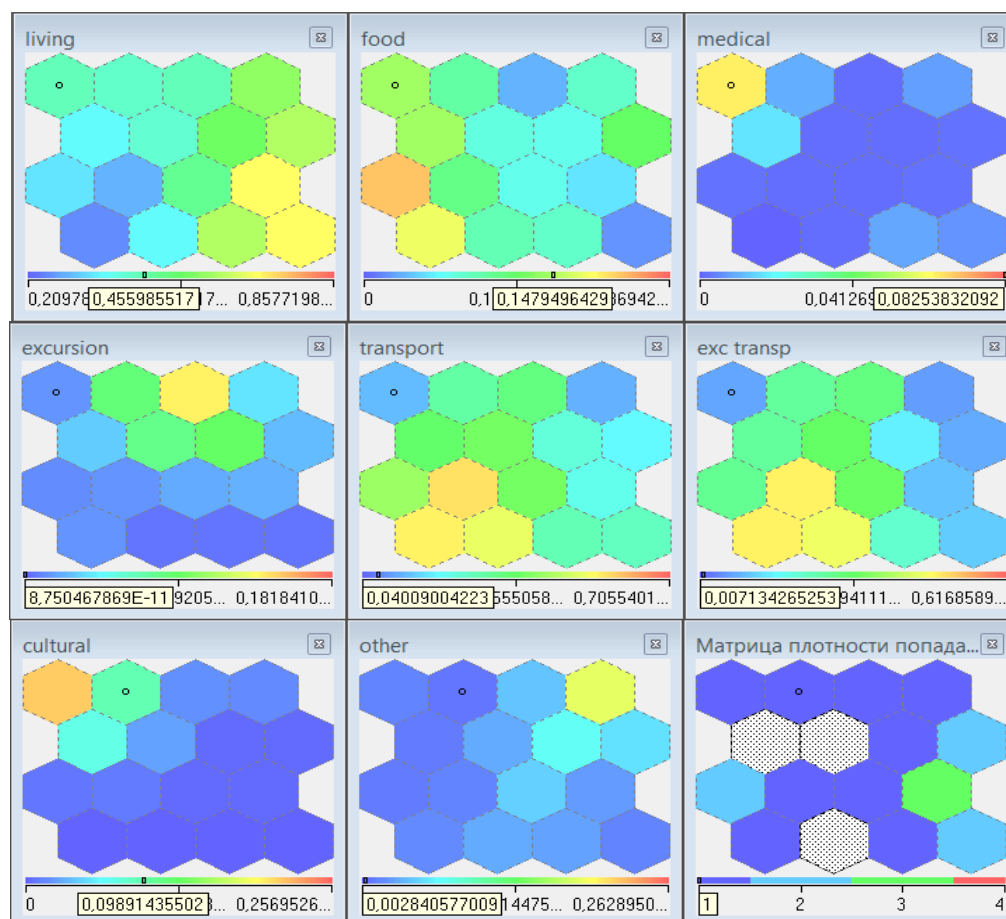 living
food
medical
0,20978 0,455985517 17... 0,8577198...
0 0,1 0,1479496429 36942...
0 0,041269 0,08253832092
excursion
transport
exc transp
8,750467869E-11 9205... 0,1818410...
0,04009004223 555058... 0,7055401...
0,007134265253 94111... 0,6168589...
cultural
other
Матрица плотности попада...
0 0,09891435502 3... 0,2569526...
0,002840577009 14475... 0,2628950...
1 2 3 4